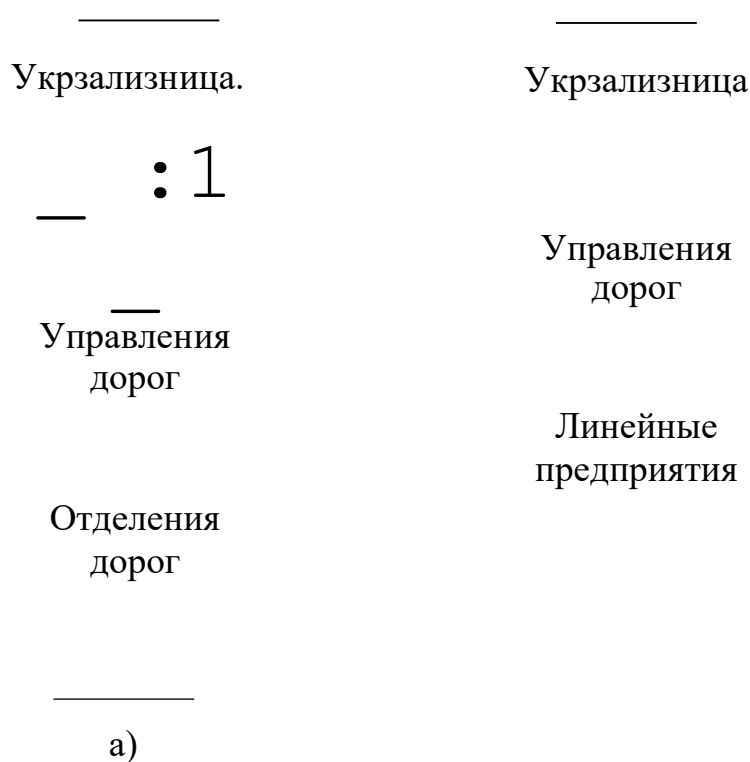 Укрзализница.
_ :1
_
Управления
дорог
Отделения
дорог
а)
Укрзализница
Управления
дорог
Линейные
предприятия